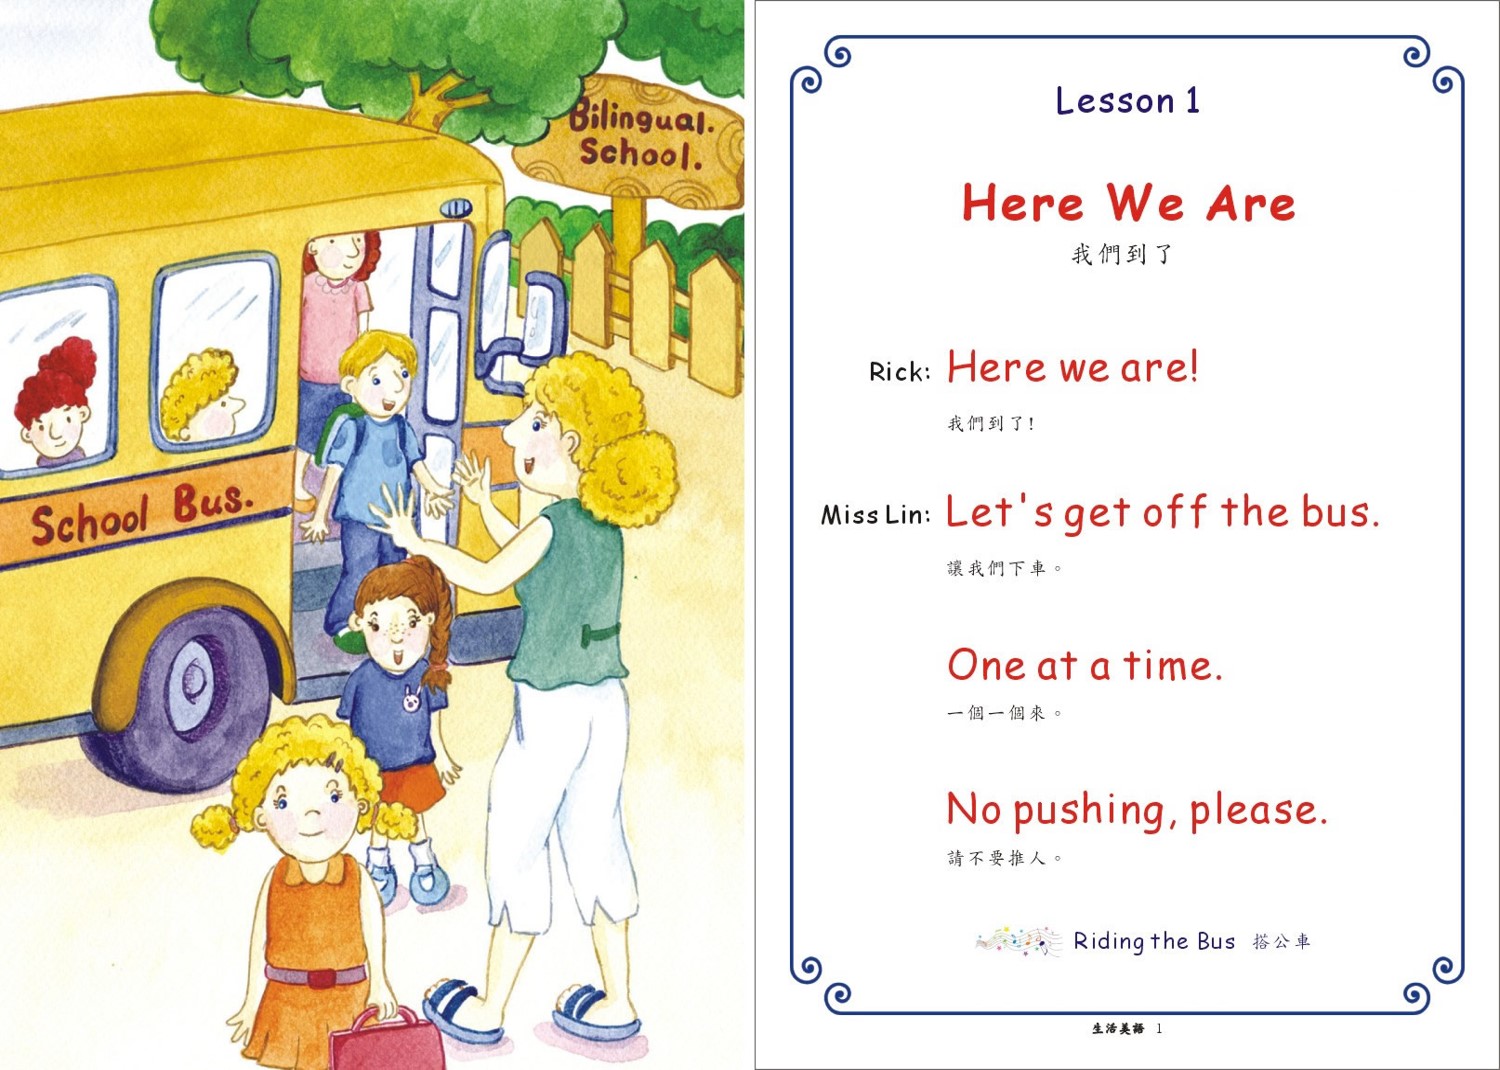 Bilingual.
School.
School Bus.
Lesson 1
Here We Are
我們到了
Rick: Here we are!
我們到了!
Miss Lin: Let's get off the bus.
讓我們下車。
One at a time.
一個一個來。
No pushing, please.
請不要推人。
Riding the Bus 搭公車
生活美語 1